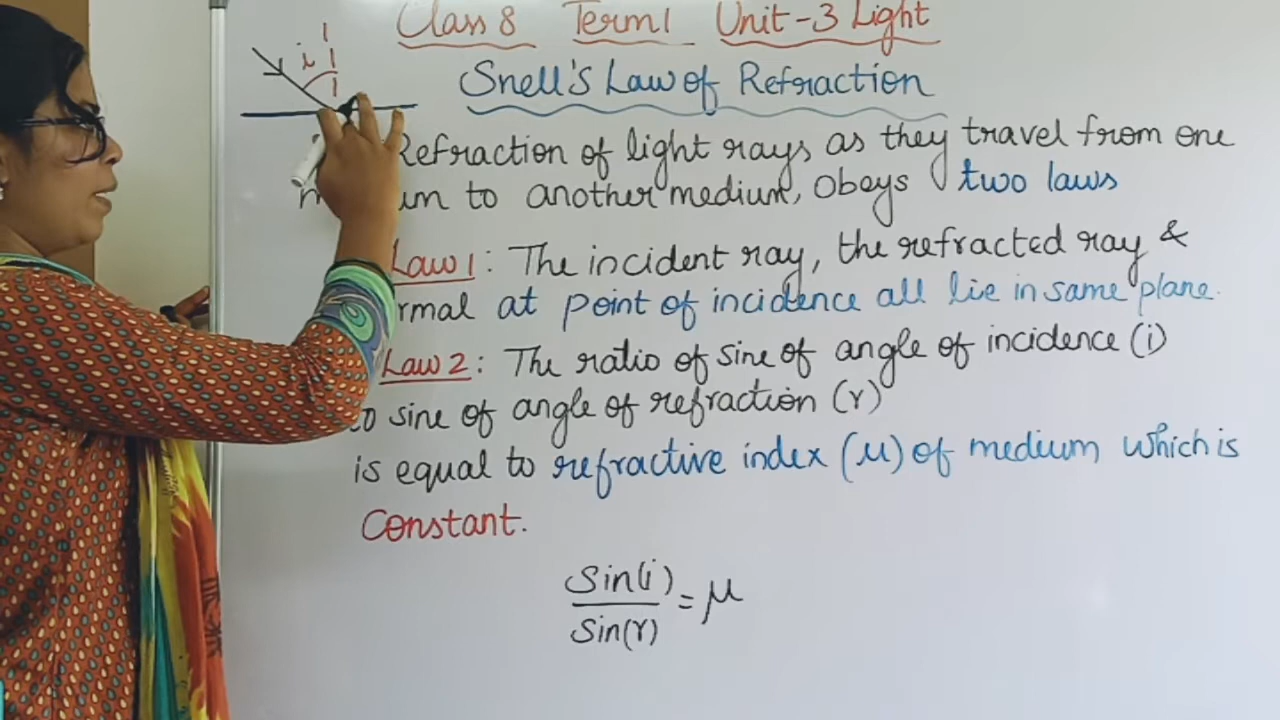 Class 8 Term 1 Unit-3 Light
Snell's Law of Refraction
i
Refraction of light rays as they travel from one
to another medium, Obeys two laws
Law 1: The incident ray, the refracted ray &
at point of incidence all lie in same plane.
Law 2: The ratio of sine of angle of incidence (i)
sine of angle of refraction (r)
is equal to refractive index (μ) of medium which is
Constant.
Sin(i)
Sin(r) = μ